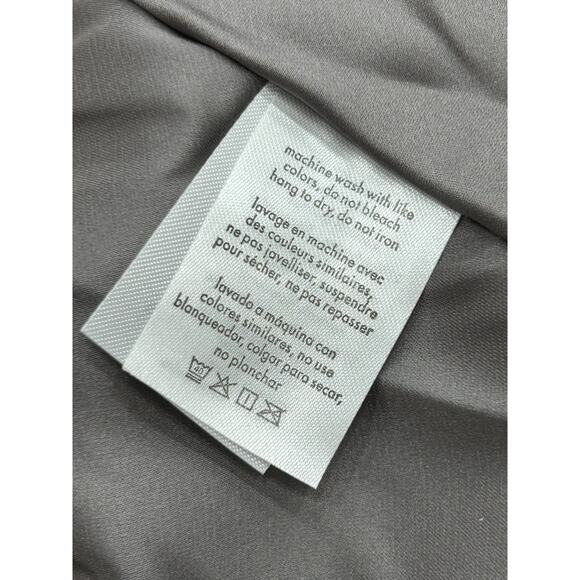 machine wash with like
colors, do not bleach
hang to dry, do not iron
lavage en machine avec
des couleurs similaires,
ne pas javelliser, suspendre
pour sécher, ne pas repasser
lavado a máquina con
colores similares, no use
blanqueador, colgar para secar,
no planchar
40